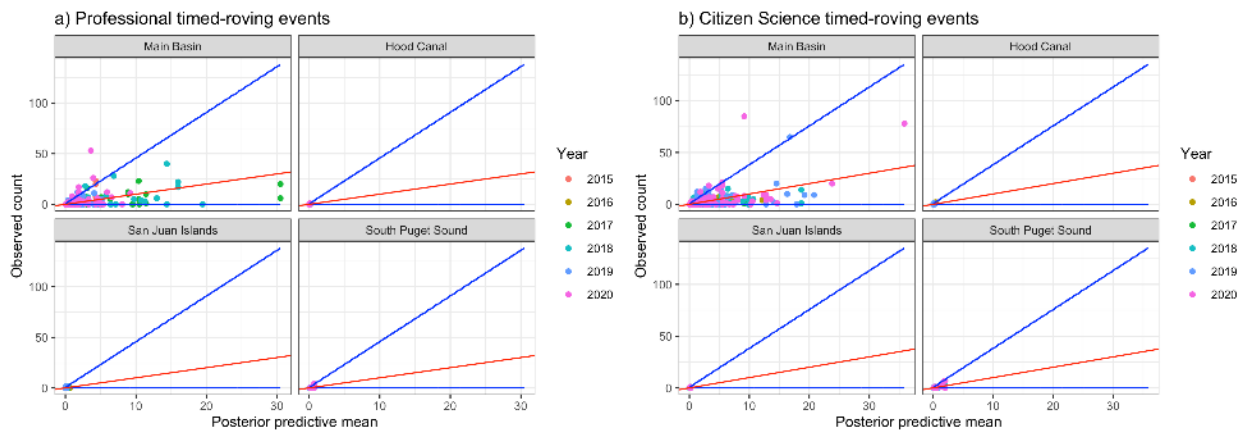 a) Professional timed-roving events
Main Basin
Hood Canal
100
50
0
San Juan Islands
South Puget Sound
100
50
0
0
10
20
30
0
10
20
30
Observed count
Posterior predictive mean
Year
2015
2016
2017
2018
2019
2020
b) Citizen Science timed-roving events
Main Basin
Hood Canal
100
50
0
San Juan Islands
South Puget Sound
100
50
0
0
10
20
30
0
10
20
30
Observed count
Posterior predictive mean
Year
2015
2016
2017
2018
2019
2020